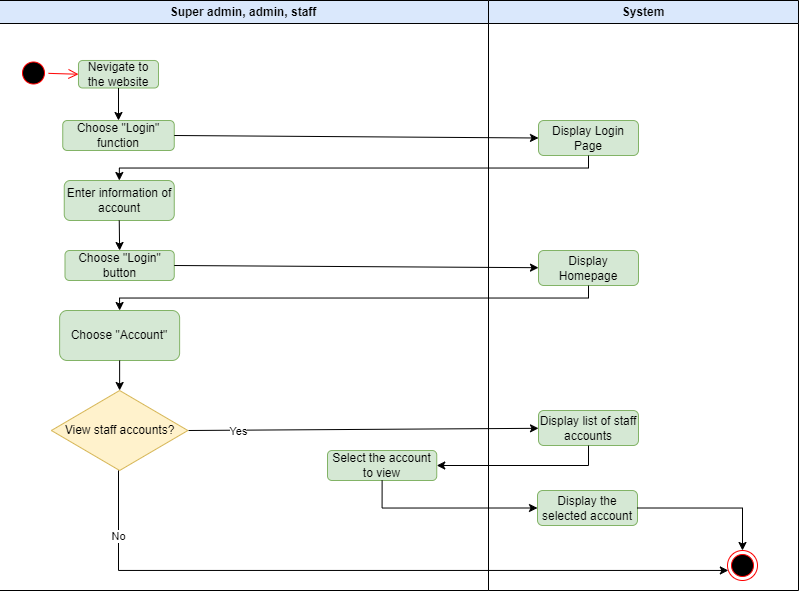 Super admin, admin, staff
System
Nevigate to
the website
Choose "Login"
function
Display Login
Page
Enter information of
account
Choose "Login"
button
Display
Homepage
Choose "Account"
View staff accounts?
Yes
Display list of staff
accounts
Select the account
to view
Display the
selected account
No